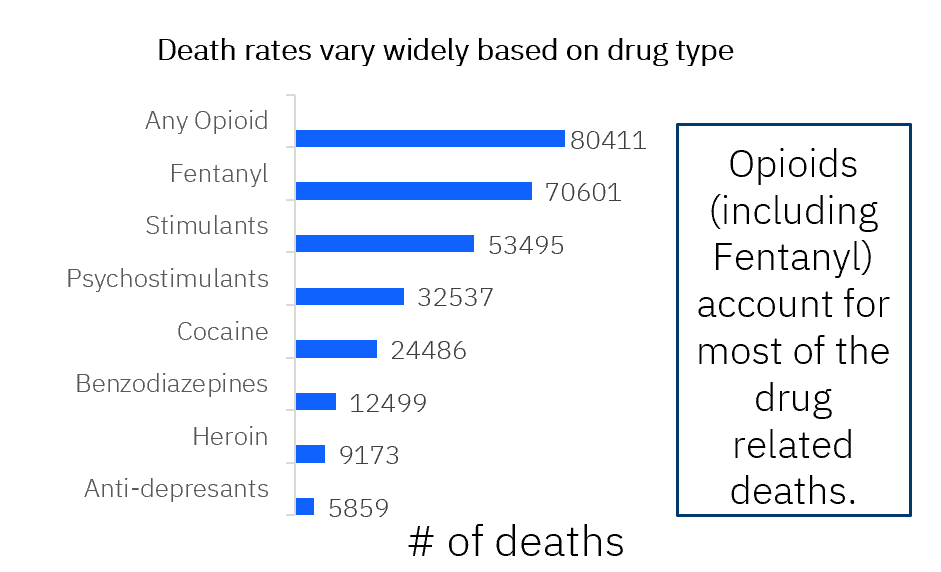 Death rates vary widely based on drug type
Any Opioid
80411
Fentanyl
70601
Stimulants
53495
Psychostimulants
32537
Cocaine
24486
Benzodiazepines
12499
Heroin
9173
Anti-depresants
5859
# of deaths
Opioids
(including
Fentanyl)
account for
most of the
drug
related
deaths.